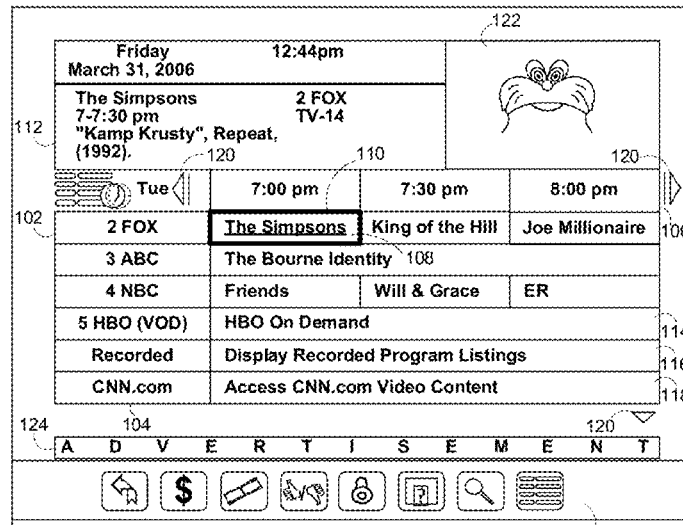 122
Friday 12:44pm
March 31, 2006
The Simpsons 2 FOX
7-7:30 pm TV-14
"Kamp Krusty", Repeat,
(1992).
112
120 110 120
Tue 7:00 pm 7:30 pm 8:00 pm
102 106
2 FOX The Simpsons King of the Hill Joe Millionaire
3 ABC The Bourne Identity 108
4 NBC Friends Will & Grace ER
5 HBO (VOD) HBO On Demand 114
Recorded Display Recorded Program Listings 116
CNN.com Access CNN.com Video Content 118
104 120
124
A D V E R T I S E M E N T
$ ?